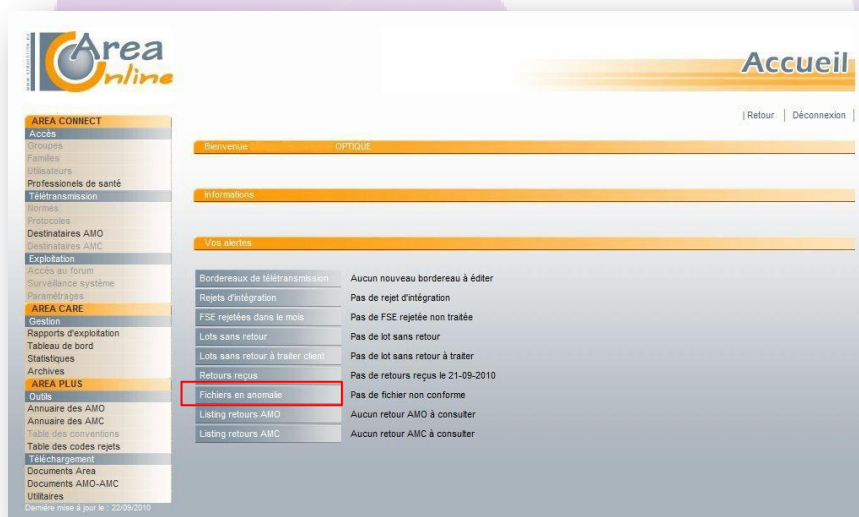 Area
Online
Accueil
| Retour | Déconnexion |
AREA CONNECT
Accès
Groupes
Familles
Utilisateurs
Professionels de santé
Télétransmission
Normes
Protocoles
Destinataires AMO
Destinataires AMC
Exploitation
Accès au forum
Surveillance système
Paramétrages
AREA CARE
Gestion
Rapports d'exploitation
Tableau de bord
Statistiques
Archives
AREA PLUS
Outils
Annuaire des AMO
Annuaire des AMC
Table des conventions
Table des codes rejets
Téléchargement
Documents Area
Documents AMO-AMC
Utilitaires
Dernière mise à jour le : 22/09/2010
Bienvenue OPTIQUE
Informations
Vos alertes
Bordereaux de télétransmission Aucun nouveau bordereau à éditer
Rejets d'intégration Pas de rejet d'intégration
FSE rejetées dans le mois Pas de FSE rejetée non traitée
Lots sans retour Pas de lot sans retour
Lots sans retour à traiter client Pas de lot sans retour à traiter
Retours reçus Pas de retours reçus le 21-09-2010
Fichiers en anomalie Pas de fichier non conforme
Listing retours AMO Aucun retour AMO à consulter
Listing retours AMC Aucun retour AMC à consulter